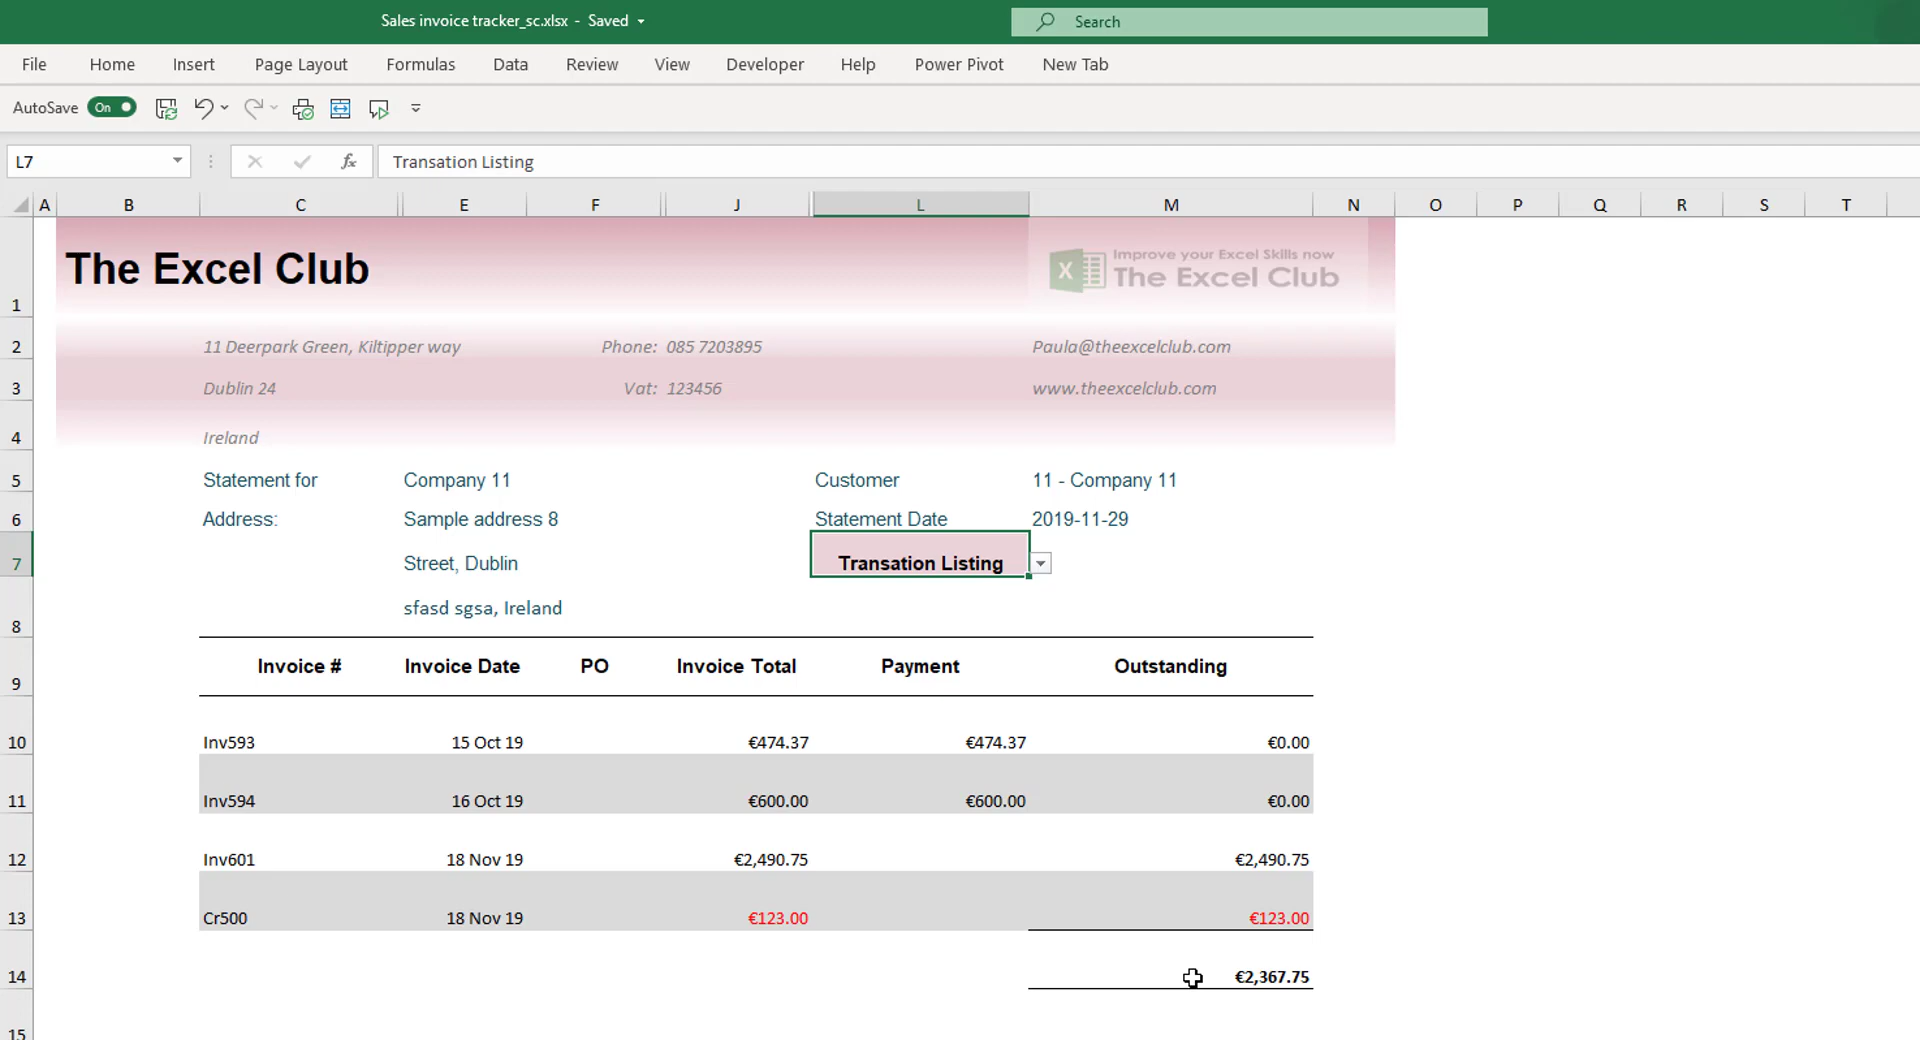 Sales invoice tracker_sc.xlsx - Saved
Search
File Home Insert Page Layout Formulas Data Review View Developer Help Power Pivot New Tab
AutoSave On
L7 fx Transation Listing
A B C E F J L M N O P Q R S T
The Excel Club
Improve your Excel Skills now
The Excel Club
1
2 11 Deerpark Green, Kiltipper way Phone: 085 7203895 Paula@theexcelclub.com
3 Dublin 24 Vat: 123456 www.theexcelclub.com
4 Ireland
5 Statement for Company 11 Customer 11 - Company 11
6 Address: Sample address 8 Statement Date 2019-11-29
7 Street, Dublin Transation Listing
8 sfasd sgsa, Ireland
9 Invoice # Invoice Date PO Invoice Total Payment Outstanding
10 Inv593 15 Oct 19 €474.37 €474.37 €0.00
11 Inv594 16 Oct 19 €600.00 €600.00 €0.00
12 Inv601 18 Nov 19 €2,490.75 €2,490.75
13 Cr500 18 Nov 19 €123.00 €123.00
14 €2,367.75
15